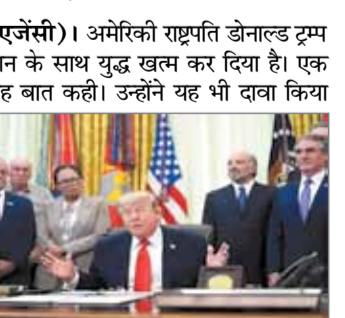 एजेंसी)। अमेरिकी राष्ट्रपति डोनाल्ड ट्रम्प
के साथ युद्ध खत्म कर दिया है। एक
बात कही। उन्होंने यह भी दावा किया